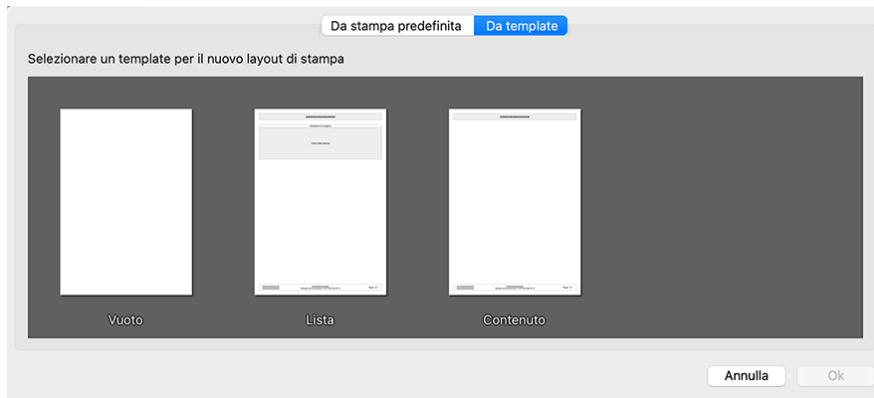 Da stampa predefinita
Da template
Selezionare un template per il nuovo layout di stampa
Vuoto
Lista
Contenuto
Annulla
Ok